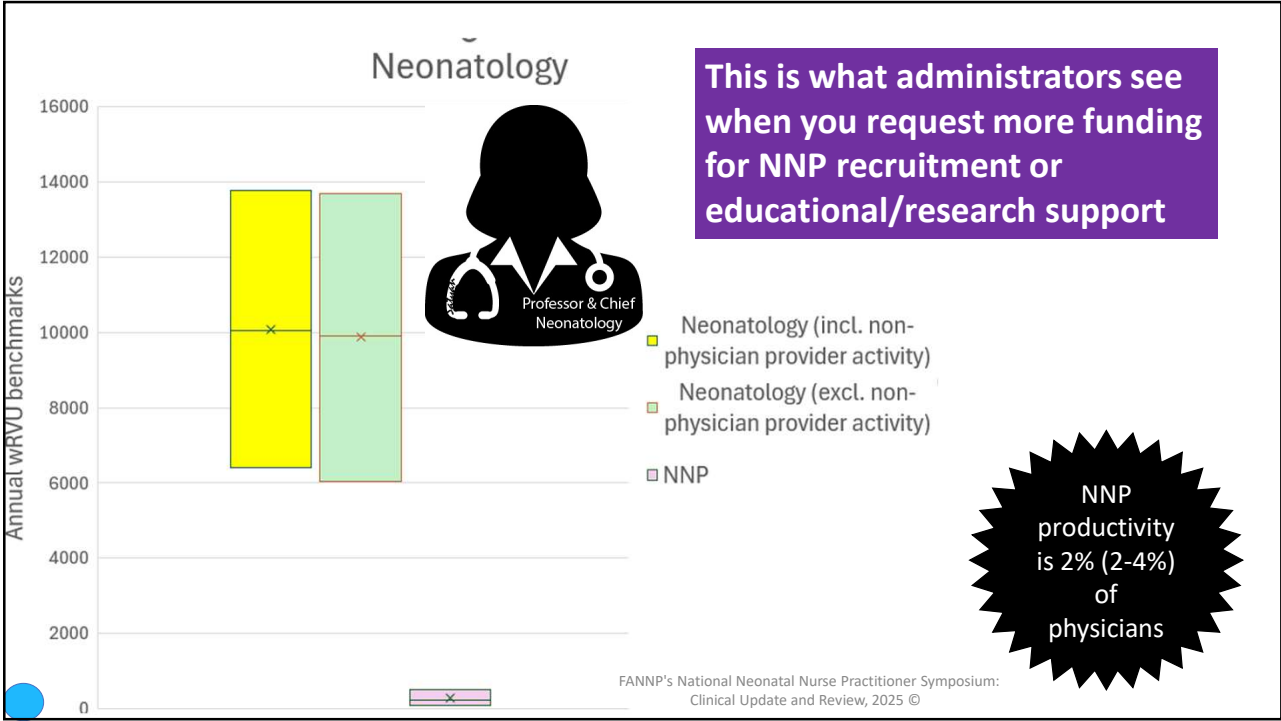 Neonatology
This is what administrators see
when you request more funding
for NNP recruitment or
educational/research support
16000
14000
12000
10000
8000
6000
4000
2000
0
Annual wRVU benchmarks
Professor & Chief
Neonatology
Neonatology (incl. non-
physician provider activity)
Neonatology (excl. non-
physician provider activity)
NNP
NNP
productivity
is 2% (2-4%)
of
physicians
FANNP's National Neonatal Nurse Practitioner Symposium:
Clinical Update and Review, 2025 ©